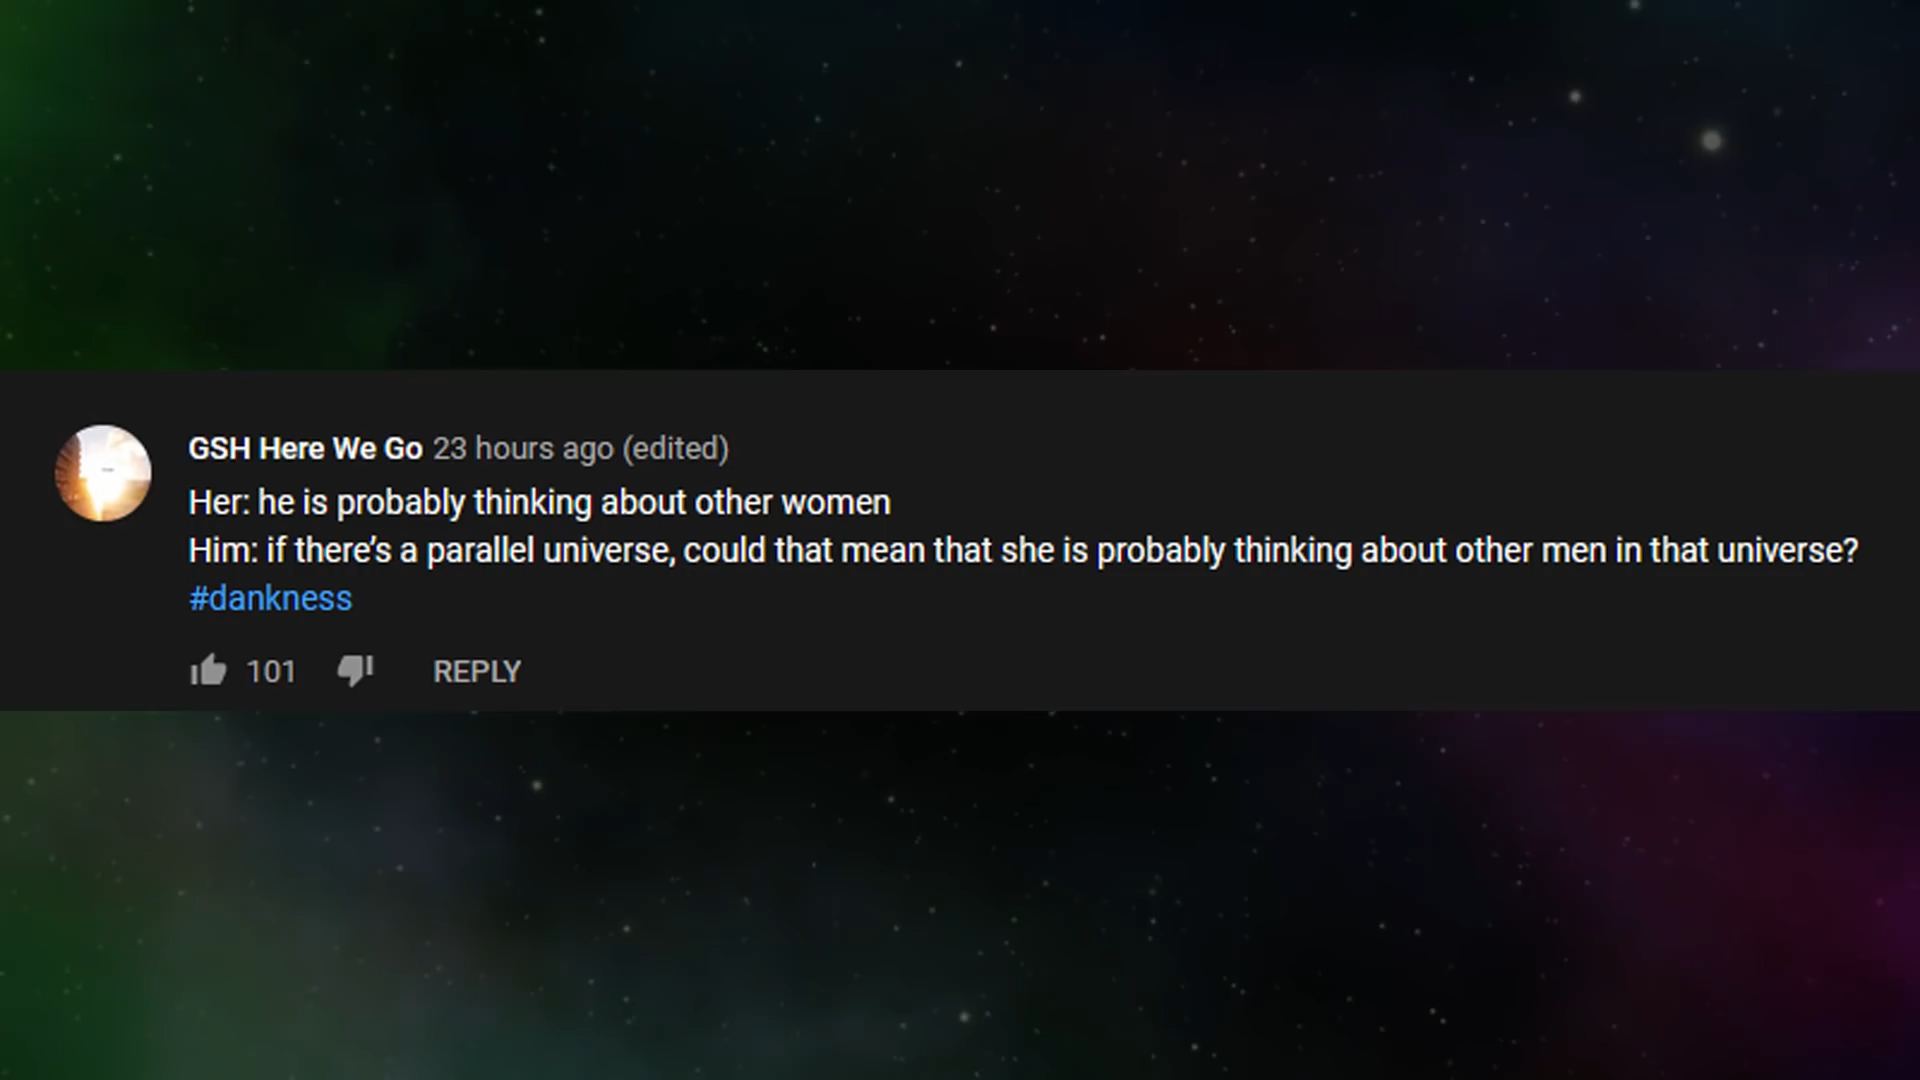 GSH Here We Go 23 hours ago (edited)
Her: he is probably thinking about other women
Him: if there’s a parallel universe, could that mean that she is probably thinking about other men in that universe?
#dankness
101 REPLY